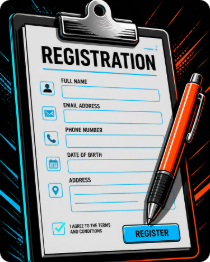 REGISTRATION
FULL NAME
EMAIL ADDRESS
PHONE NUMBER
DATE OF BIRTH
ADDRESS
I AGREE TO THE TERMS
AND CONDITIONS
REGISTER